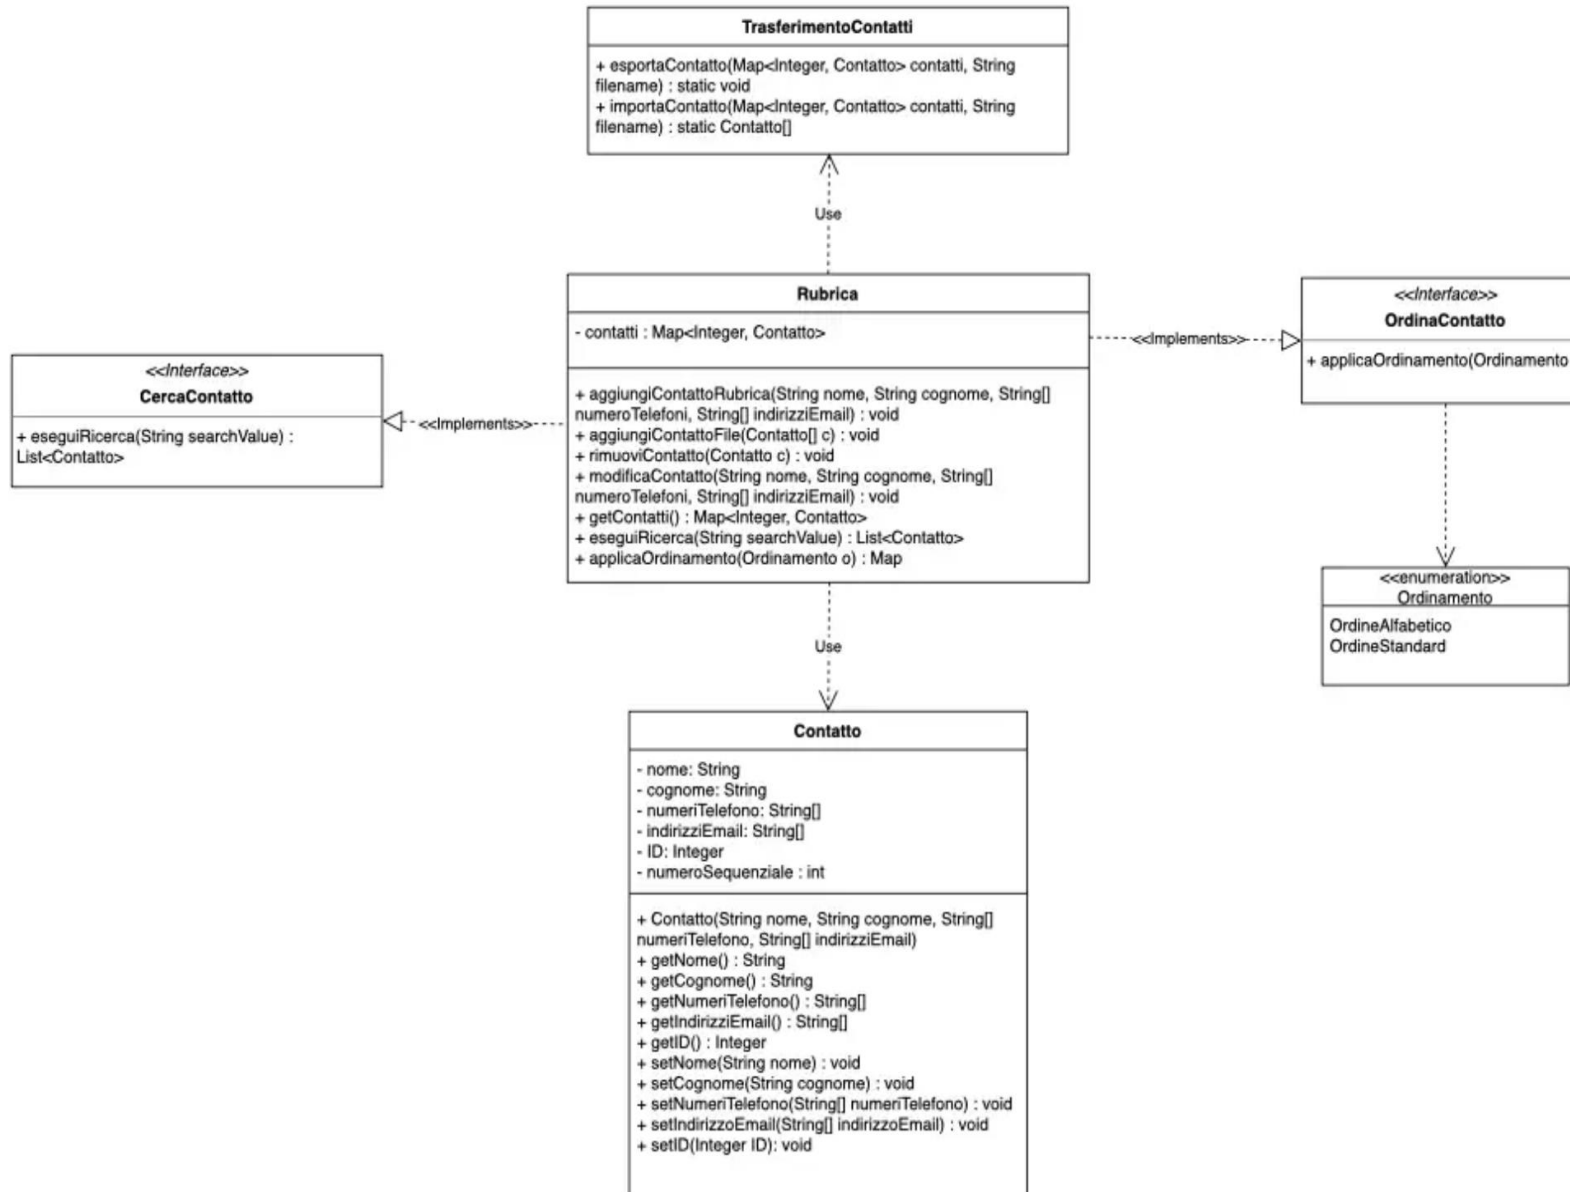 TrasferimentoContatti
+ esportaContatto(Map<Integer, Contatto> contatti, String
filename) : static void
+ importaContatto(Map<Integer, Contatto> contatti, String
filename) : static Contatto[]
Use
Rubrica
- contatti : Map<Integer, Contatto>
+ aggiungiContattoRubrica(String nome, String cognome, String[]
numeroTelefoni, String[] indirizziEmail) : void
+ aggiungiContattoFile(Contatto[] c) : void
+ rimuoviContatto(Contatto c) : void
+ modificaContatto(String nome, String cognome, String[]
numeroTelefoni, String[] indirizziEmail) : void
+ getContatti() : Map<Integer, Contatto>
+ eseguiRicerca(String searchValue) : List<Contatto>
+ applicaOrdinamento(Ordinamento o) : Map
<<Implements>>
<<Interface>>
OrdinaContatto
+ applicaOrdinamento(Ordinamento
<<Interface>>
CercaContatto
+ eseguiRicerca(String searchValue) :
List<Contatto>
<<Implements>>
<<enumeration>>
Ordinamento
OrdineAlfabetico
OrdineStandard
Use
Contatto
- nome: String
- cognome: String
- numeriTelefono: String[]
- indirizziEmail: String[]
- ID: Integer
- numeroSequenziale : int
+ Contatto(String nome, String cognome, String[]
numeriTelefono, String[] indirizziEmail)
+ getNome() : String
+ getCognome() : String
+ getNumeriTelefono() : String[]
+ getIndirizziEmail() : String[]
+ getID() : Integer
+ setNome(String nome) : void
+ setCognome(String cognome) : void
+ setNumeriTelefono(String[] numeriTelefono) : void
+ setIndirizzoEmail(String[] indirizzoEmail) : void
+ setID(Integer ID): void